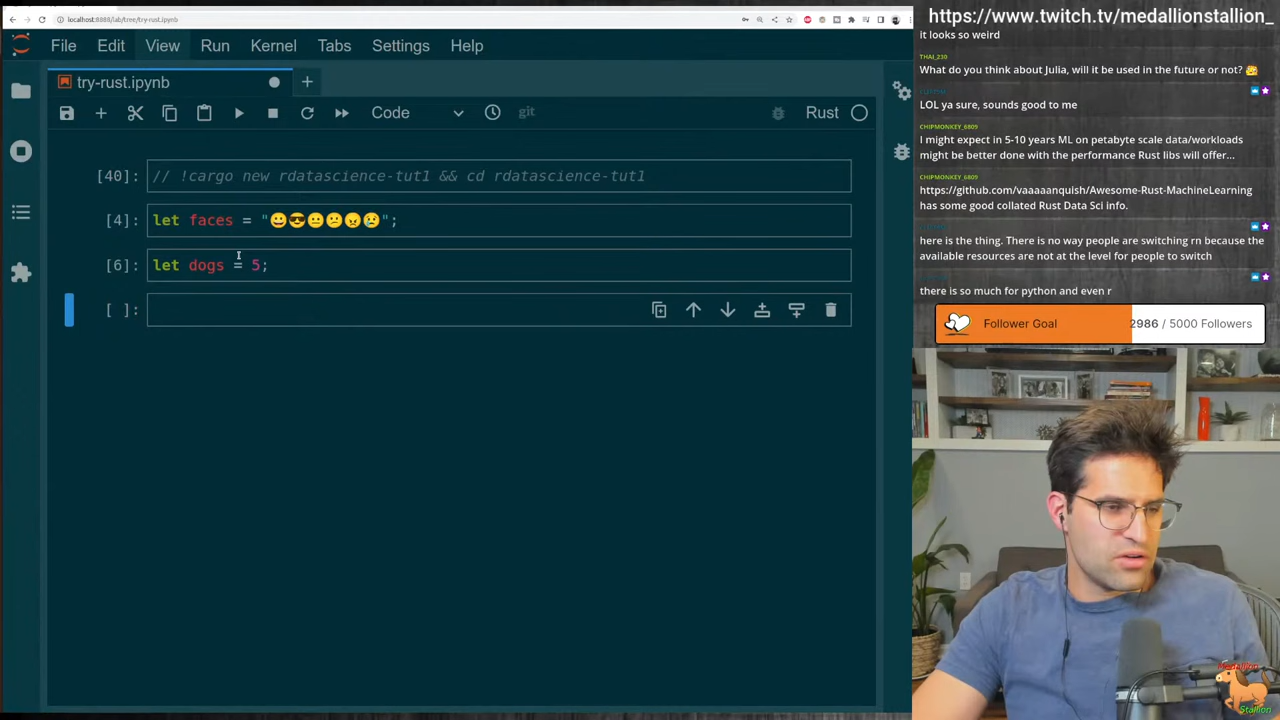 localhost:8888/lab/tree/try-rust.ipynb
https://www.twitch.tv/medallionstallion_
File Edit View Run Kernel Tabs Settings Help
try-rust.ipynb
Code
git
Rust
[40]: // !cargo new rdatascience-tut1 && cd rdatascience-tut1
[4]: let faces = "😀😎😐😕😠😢";
[6]: let dogs = 5;
[ ]:
it looks so weird
THAI_230
What do you think about Julia, will it be used in the future or not? 🤔
LOL ya sure, sounds good to me
CHIPMONKEY_6809
I might expect in 5-10 years ML on petabyte scale data/workloads
might be better done with the performance Rust libs will offer...
CHIPMONKEY_6809
https://github.com/vaaaaanquish/Awesome-Rust-MachineLearning
has some good collated Rust Data Sci info.
here is the thing. There is no way people are switching rn because the
available resources are not at the level for people to switch
there is so much for python and even r
Follower Goal 2986 / 5000 Followers
Medallion
Stallion